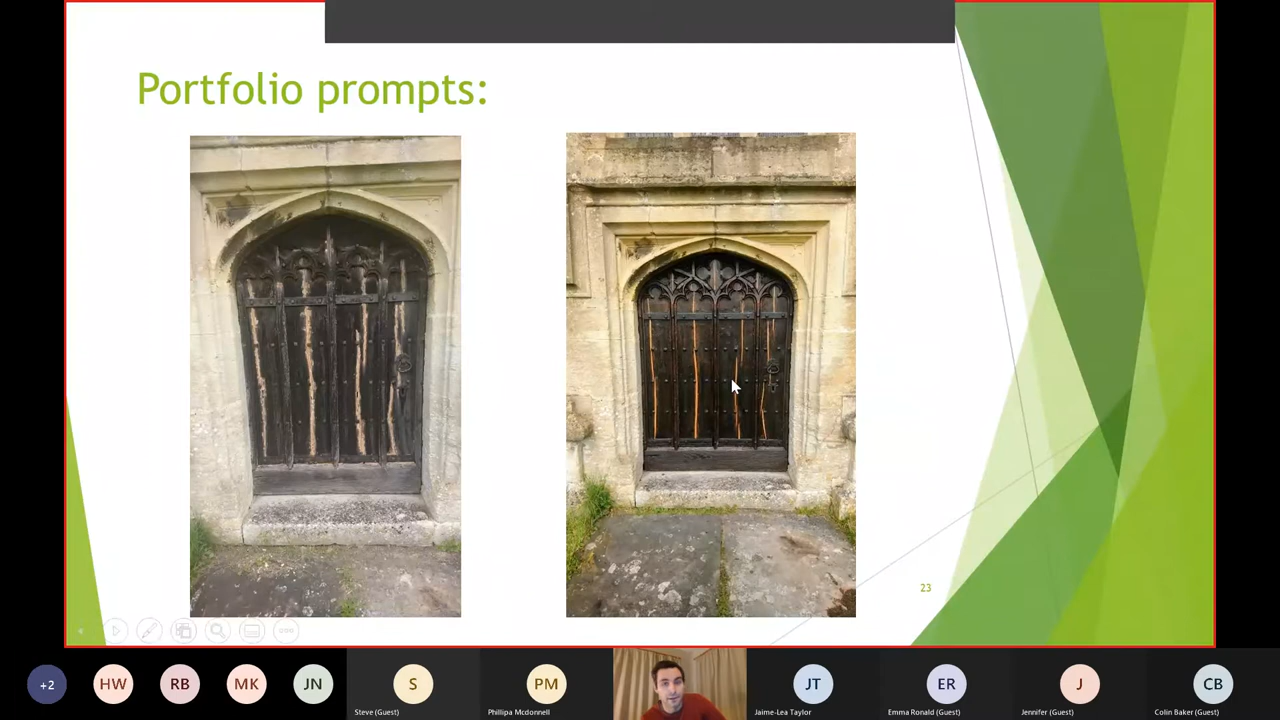 Portfolio prompts:
23
+2
HW
RB
MK
JN
S
PM
JT
ER
J
CB
Steve (Guest)
Phillipa Mcdonnell
Jaime-Lea Taylor
Emma Ronald (Guest)
Jennifer (Guest)
Colin Baker (Guest)